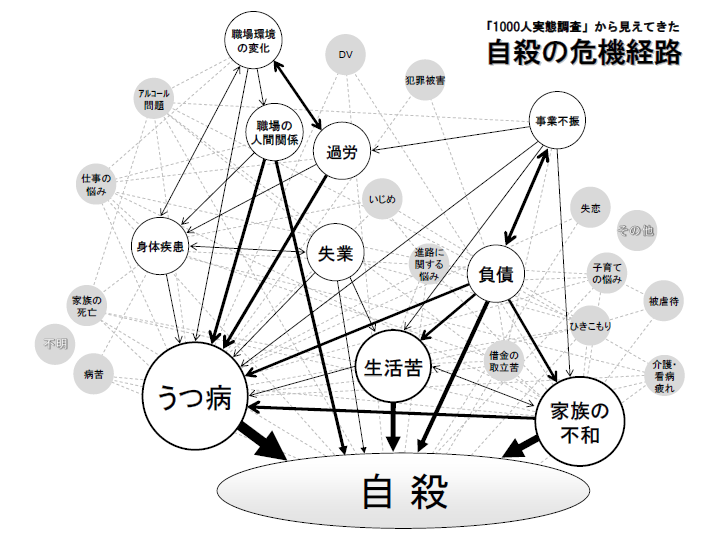 「1000人実態調査」から見えてきた
自殺の危機経路
職場環境
の変化
DV
犯罪被害
アルコール
問題
職場の
人間関係
過労
事業不振
仕事の
悩み
いじめ
失恋
その他
身体疾患
失業
進路に
関する
悩み
負債
子育て
の悩み
家族の
死亡
被虐待
不明
ひきこもり
病苦
うつ病
生活苦
借金の
取立苦
介護・
看病
疲れ
家族の
不和
自殺